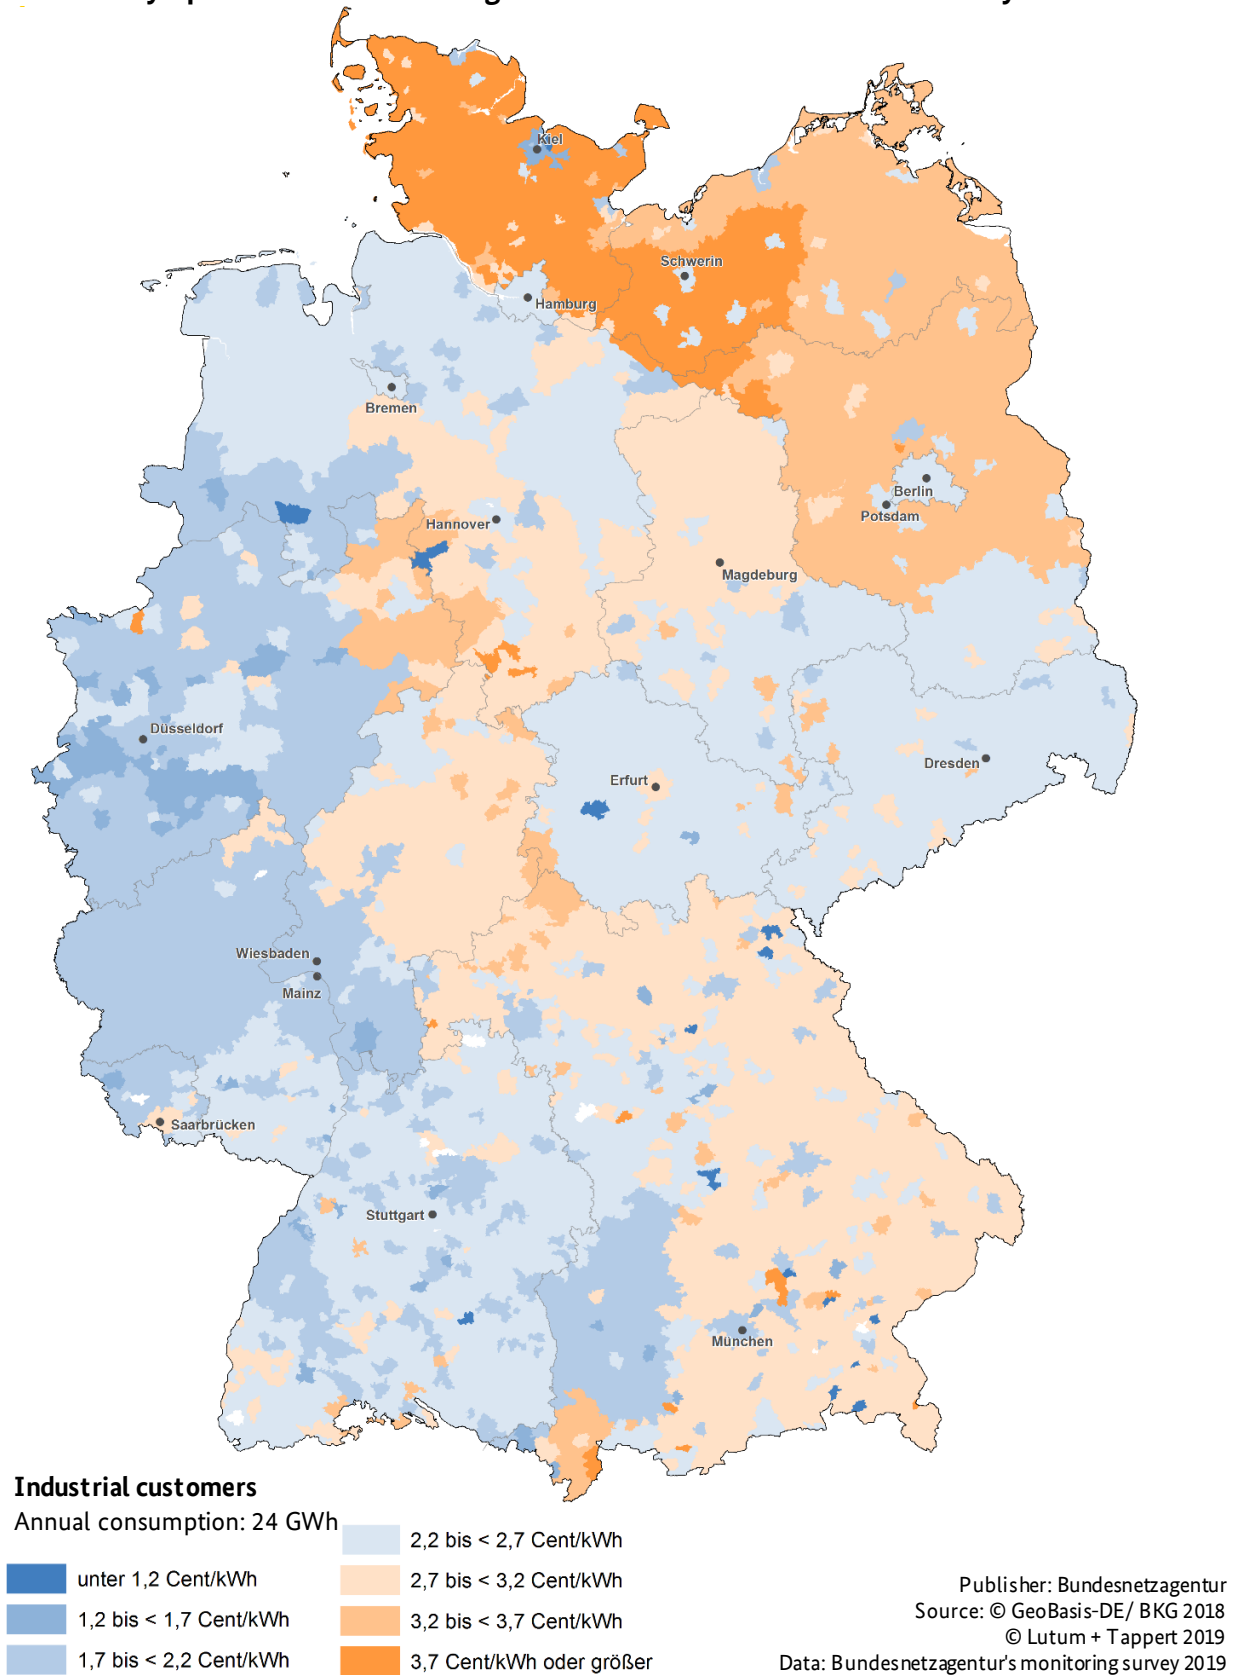 Kiel
Schwerin
Hamburg
Bremen
Berlin
Potsdam
Hannover
Magdeburg
Düsseldorf
Erfurt
Dresden
Wiesbaden
Mainz
Saarbrücken
Stuttgart
München
Industrial customers
Annual consumption: 24 GWh
unter 1,2 Cent/kWh
1,2 bis < 1,7 Cent/kWh
1,7 bis < 2,2 Cent/kWh
2,2 bis < 2,7 Cent/kWh
2,7 bis < 3,2 Cent/kWh
3,2 bis < 3,7 Cent/kWh
3,7 Cent/kWh oder größer
Publisher: Bundesnetzagentur
Source: © GeoBasis-DE/ BKG 2018
© Lutum + Tappert 2019
Data: Bundesnetzagentur's monitoring survey 2019